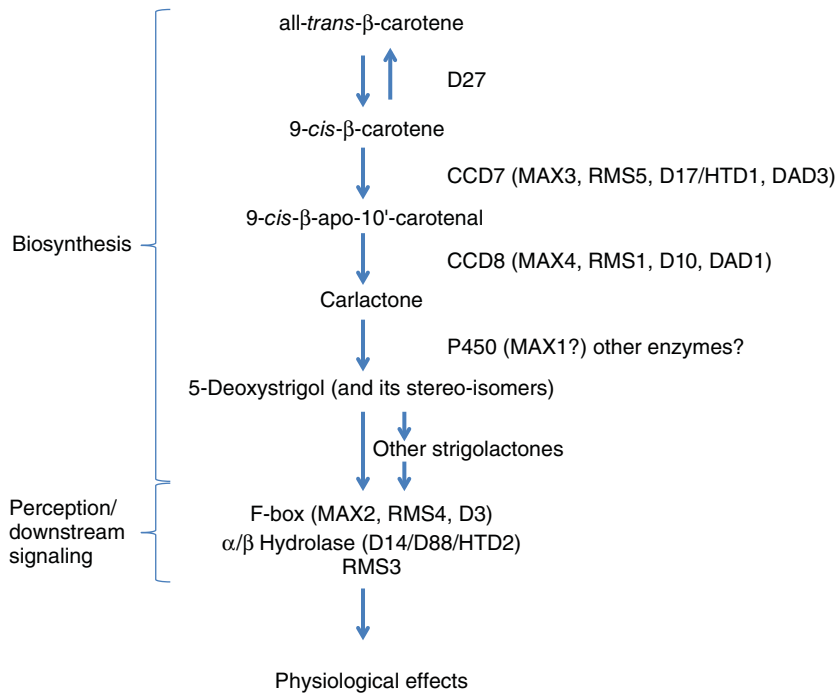 all-trans-β-carotene
D27
9-cis-β-carotene
CCD7 (MAX3, RMS5, D17/HTD1, DAD3)
9-cis-β-apo-10'-carotenal
Biosynthesis
CCD8 (MAX4, RMS1, D10, DAD1)
Carlactone
P450 (MAX1?) other enzymes?
5-Deoxystrigol (and its stereo-isomers)
Other strigolactones
Perception/
downstream
signaling
F-box (MAX2, RMS4, D3)
α/β Hydrolase (D14/D88/HTD2)
RMS3
Physiological effects